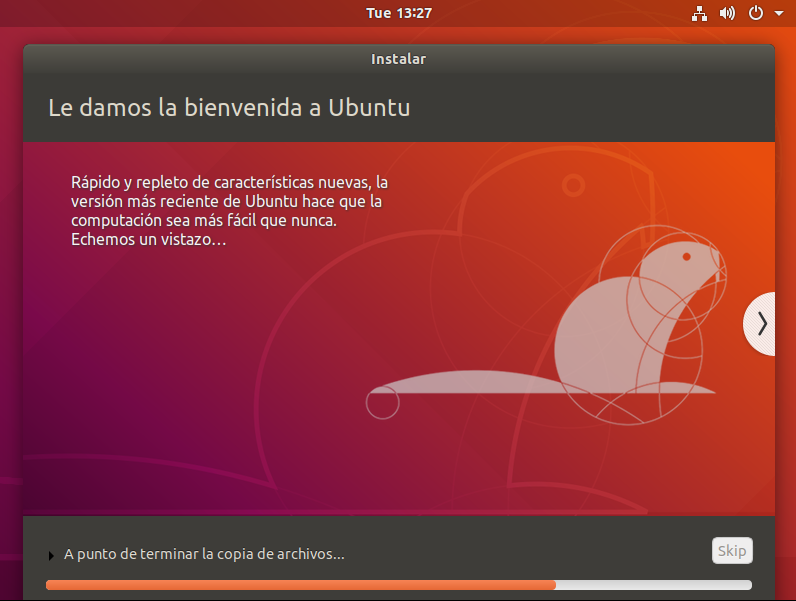 Tue 13:27
Instalar
Le damos la bienvenida a Ubuntu
Rápido y repleto de características nuevas, la
versión más reciente de Ubuntu hace que la
computación sea más fácil que nunca.
Echemos un vistazo…
A punto de terminar la copia de archivos...
Skip